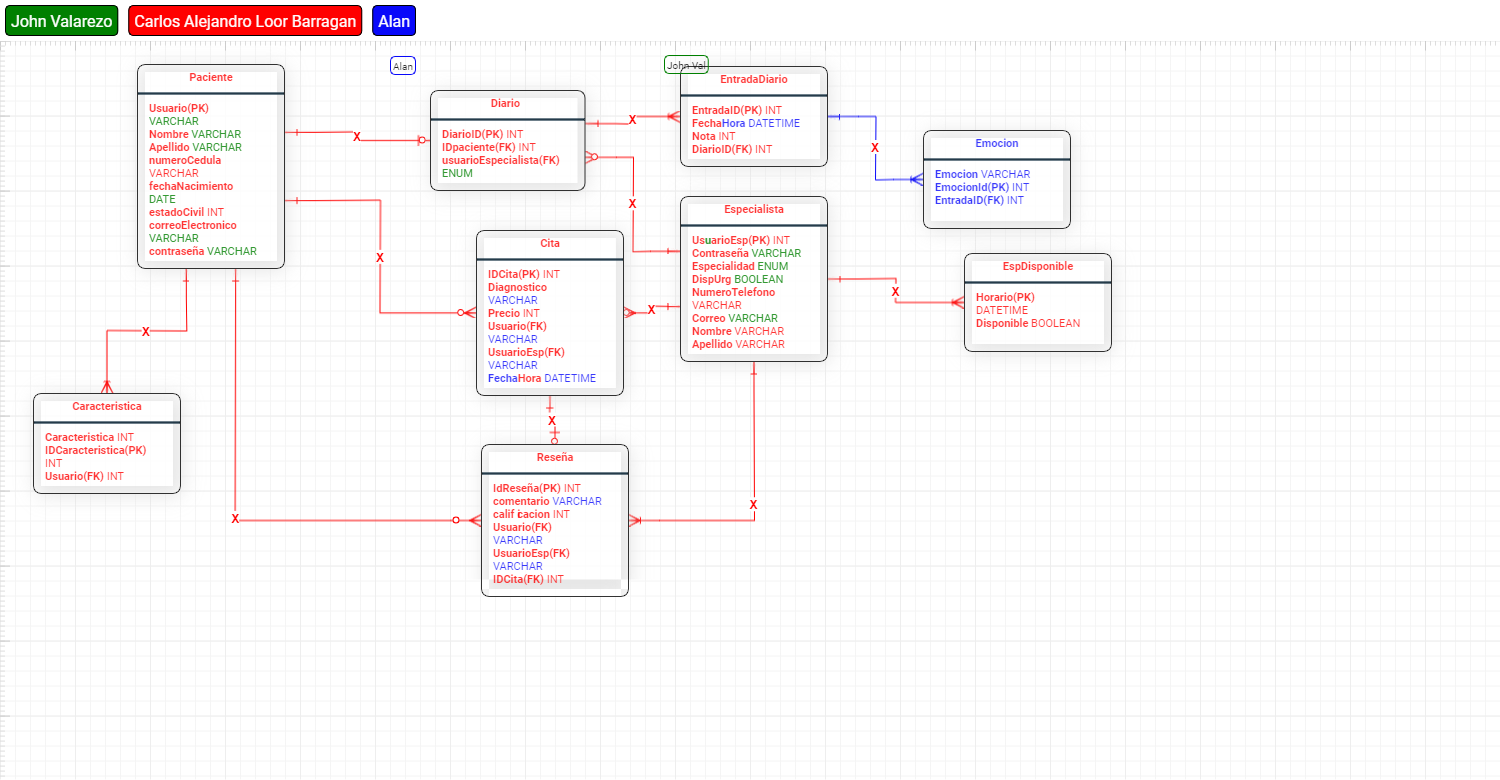 John Valarezo
Carlos Alejandro Loor Barragan
Alan
Alan
John Val
Paciente
Usuario(PK)
VARCHAR
Nombre VARCHAR
Apellido VARCHAR
numeroCedula
VARCHAR
fechaNacimiento
DATE
estadoCivil INT
correoElectronico
VARCHAR
contraseña VARCHAR
Diario
DiarioID(PK) INT
IDpaciente(FK) INT
usuarioEspecialista(FK)
ENUM
EntradaDiario
EntradaID(PK) INT
FechaHora DATETIME
Nota INT
DiarioID(FK) INT
Emocion
Emocion VARCHAR
EmocionId(PK) INT
EntradaID(FK) INT
Cita
IDCita(PK) INT
Diagnostico
VARCHAR
Precio INT
Usuario(FK)
VARCHAR
UsuarioEsp(FK)
VARCHAR
FechaHora DATETIME
Especialista
UsuarioEsp(PK) INT
Contraseña VARCHAR
Especialidad ENUM
DispUrg BOOLEAN
NumeroTelefono
VARCHAR
Correo VARCHAR
Nombre VARCHAR
Apellido VARCHAR
EspDisponible
Horario(PK)
DATETIME
Disponible BOOLEAN
Caracteristica
Caracteristica INT
IDCaracteristica(PK)
INT
Usuario(FK) INT
Reseña
IdReseña(PK) INT
comentario VARCHAR
calificacion INT
Usuario(FK)
VARCHAR
UsuarioEsp(FK)
VARCHAR
IDCita(FK) INT
X
X
X
X
X
X
X
X
X
X
X